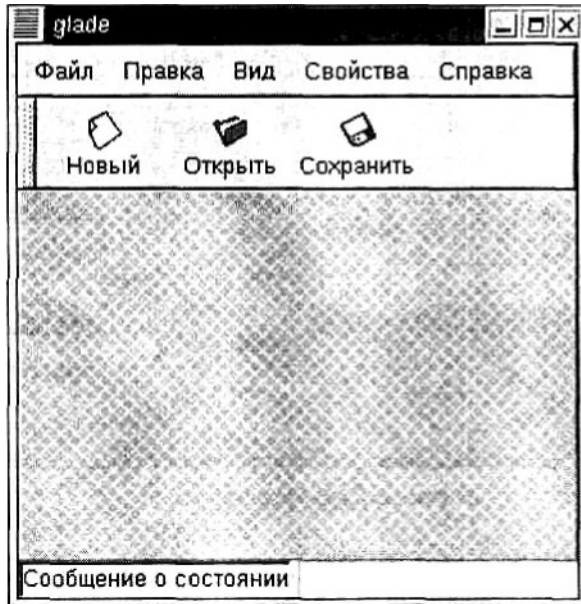 glade
Файл Правка Вид Свойства Справка
Новый Открыть Сохранить
Сообщение о состоянии